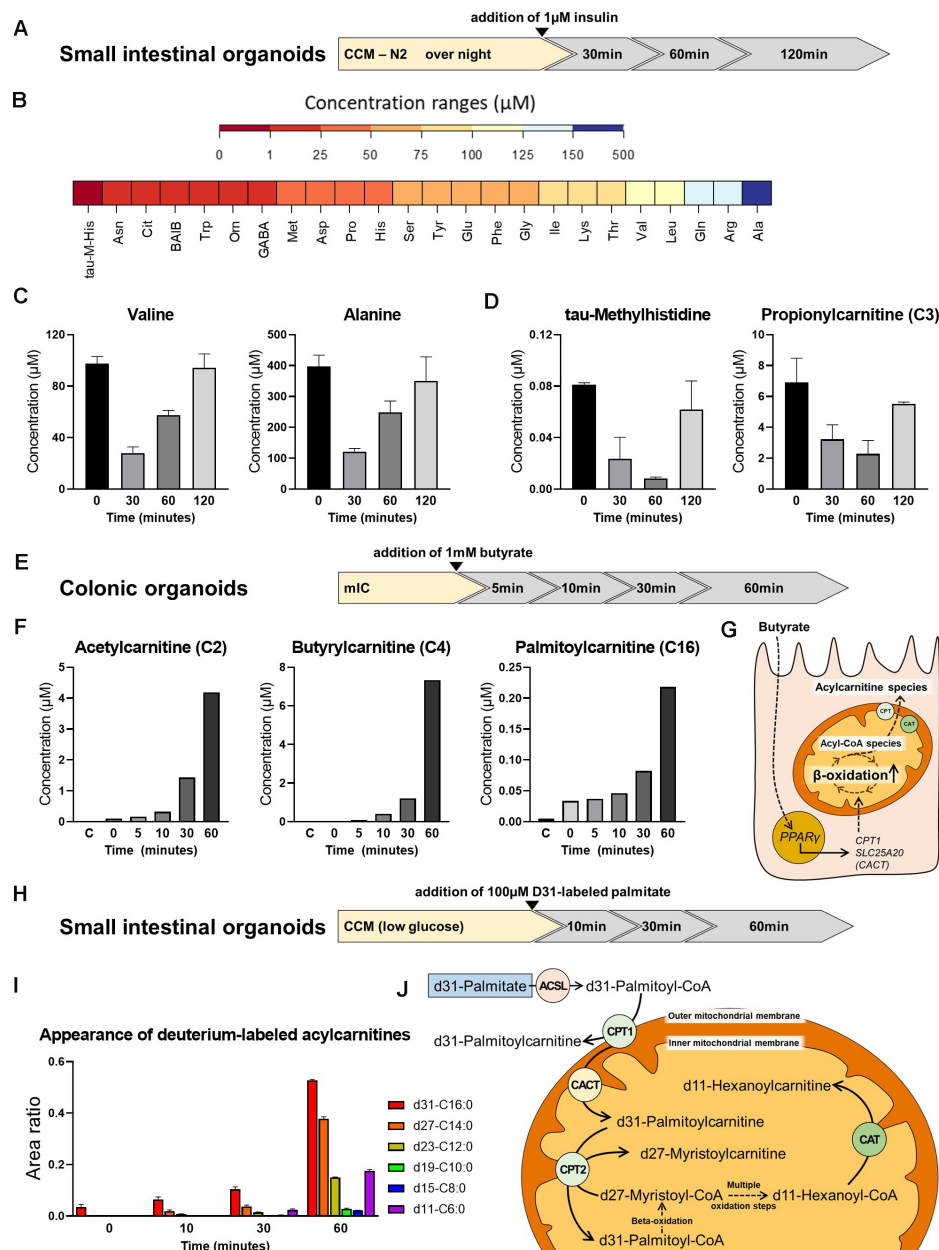 A
addition of 1µM insulin
Small intestinal organoids
CCM – N2 over night
30min
60min
120min
B
Concentration ranges (µM)
0 1 25 50 75 100 125 150 500
tau-M-His
Asn
Cit
BAIB
Trp
Orn
GABA
Met
Asp
Pro
His
Ser
Tyr
Glu
Phe
Gly
Ile
Lys
Thr
Val
Leu
Gln
Arg
Ala
C
Valine
Concentration (µM)
120
80
40
0
0 30 60 120
Time (minutes)
Alanine
Concentration (µM)
500
400
300
200
100
0
0 30 60 120
Time (minutes)
D
tau-Methylhistidine
Concentration (µM)
0.12
0.08
0.04
0.00
0 30 60 120
Time (minutes)
Propionylcarnitine (C3)
Concentration (µM)
8
6
4
2
0
0 30 60 120
Time (minutes)
E
addition of 1mM butyrate
Colonic organoids
mIC
5min
10min
30min
60min
F
Acetylcarnitine (C2)
Concentration (µM)
5
4
3
2
1
0
C 0 5 10 30 60
Time (minutes)
Butyrylcarnitine (C4)
Concentration (µM)
8
6
4
2
0
C 0 5 10 30 60
Time (minutes)
Palmitoylcarnitine (C16)
Concentration (µM)
0.25
0.20
0.15
0.10
0.05
0.00
C 0 5 10 30 60
Time (minutes)
G
Butyrate
Acylcarnitine species
CPT
CAT
Acyl-CoA species
β-oxidation
PPARγ
CPT1
SLC25A20
(CACT)
H
addition of 100µM D31-labeled palmitate
Small intestinal organoids
CCM (low glucose)
10min
30min
60min
I
Appearance of deuterium-labeled acylcarnitines
Area ratio
0.6
0.4
0.2
0.0
0 10 30 60
Time (minutes)
d31-C16:0
d27-C14:0
d23-C12:0
d19-C10:0
d15-C8:0
d11-C6:0
J
d31-Palmitate
ACSL
d31-Palmitoyl-CoA
Outer mitochondrial membrane
CPT1
d31-Palmitoylcarnitine
Inner mitochondrial membrane
CACT
d11-Hexanoylcarnitine
d31-Palmitoylcarnitine
CAT
CPT2
d27-Myristoylcarnitine
d27-Myristoyl-CoA
Multiple
oxidation steps
d11-Hexanoyl-CoA
Beta-oxidation
d31-Palmitoyl-CoA